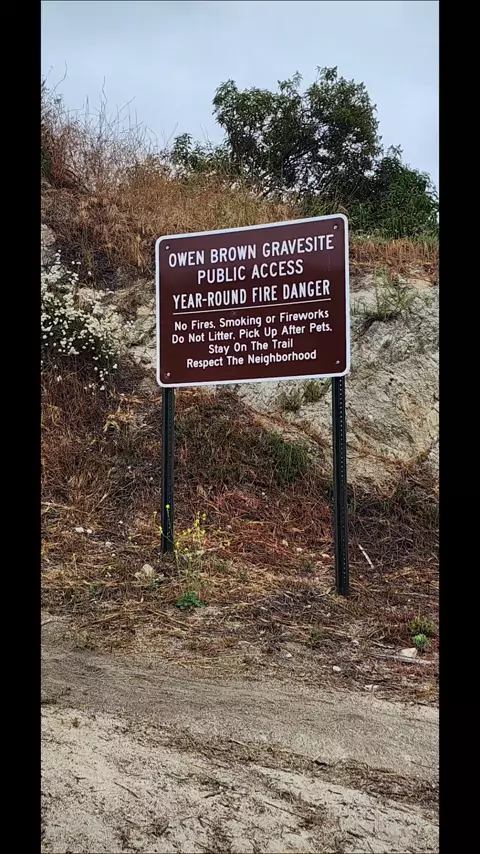 OWEN BROWN GRAVESITE
PUBLIC ACCESS
YEAR-ROUND FIRE DANGER
No Fires, Smoking or Fireworks
Do Not Litter, Pick Up After Pets,
Stay On The Trail
Respect The Neighborhood